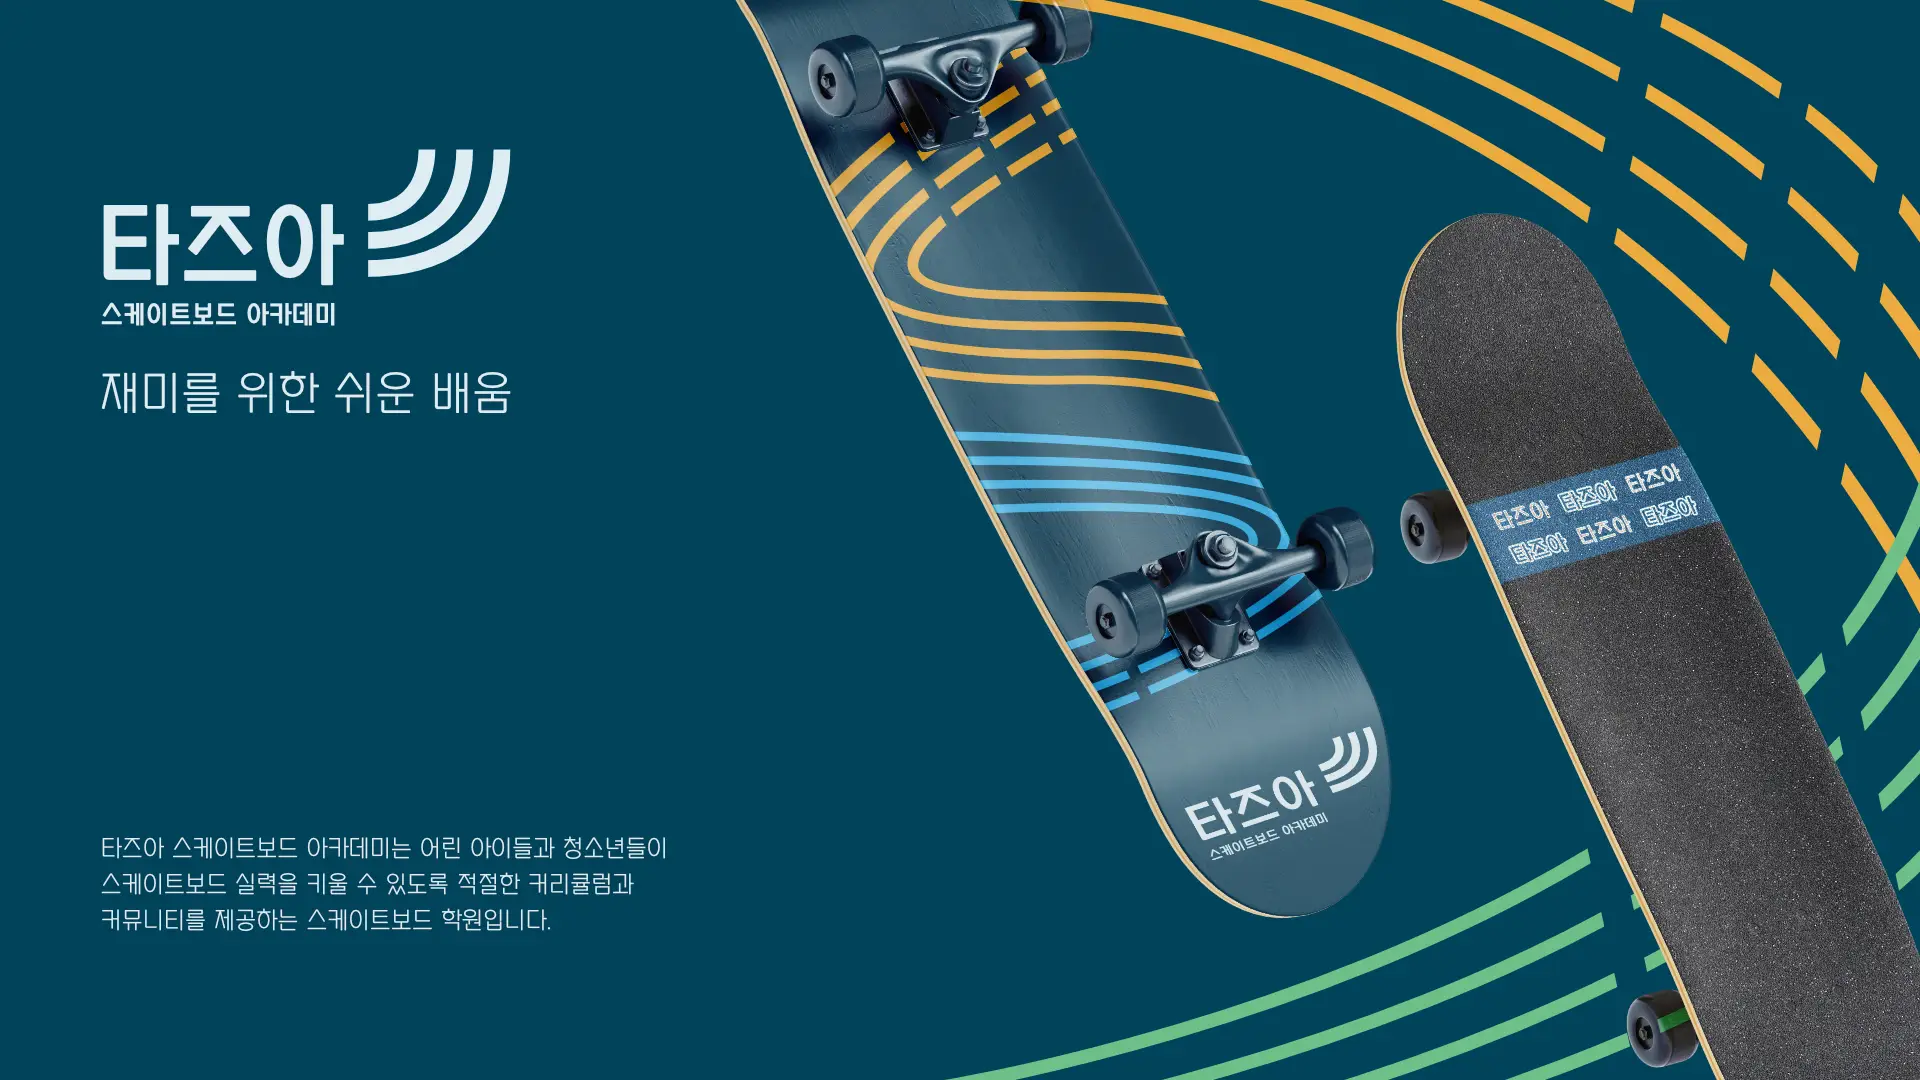 타즈아
스케이트보드 아카데미
재미를 위한 쉬운 배움
타즈아 스케이트보드 아카데미는 어린 아이들과 청소년들이
스케이트보드 실력을 키울 수 있도록 적절한 커리큘럼과
커뮤니티를 제공하는 스케이트보드 학원입니다.
타즈아
스케이트보드 아카데미
타즈아 타즈아 타즈아
타즈아 타즈아 타즈아